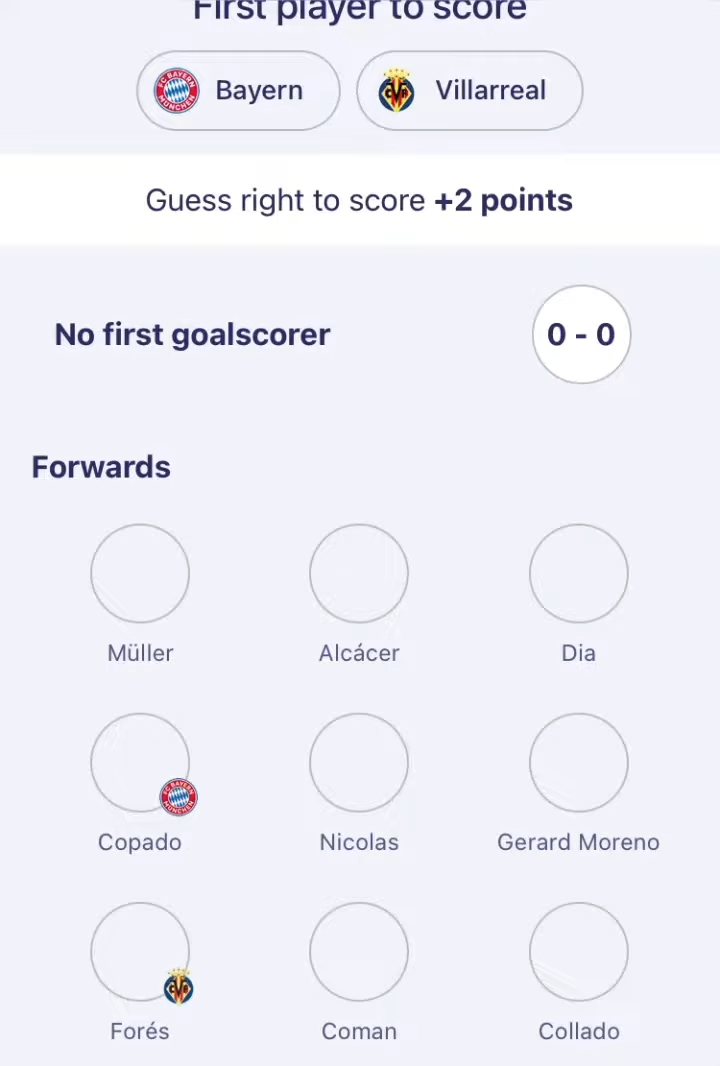 First player to score
Bayern Villarreal
Guess right to score +2 points
No first goalscorer 0 - 0
Forwards
Müller Alcácer Dia
Copado Nicolas Gerard Moreno
Forés Coman Collado